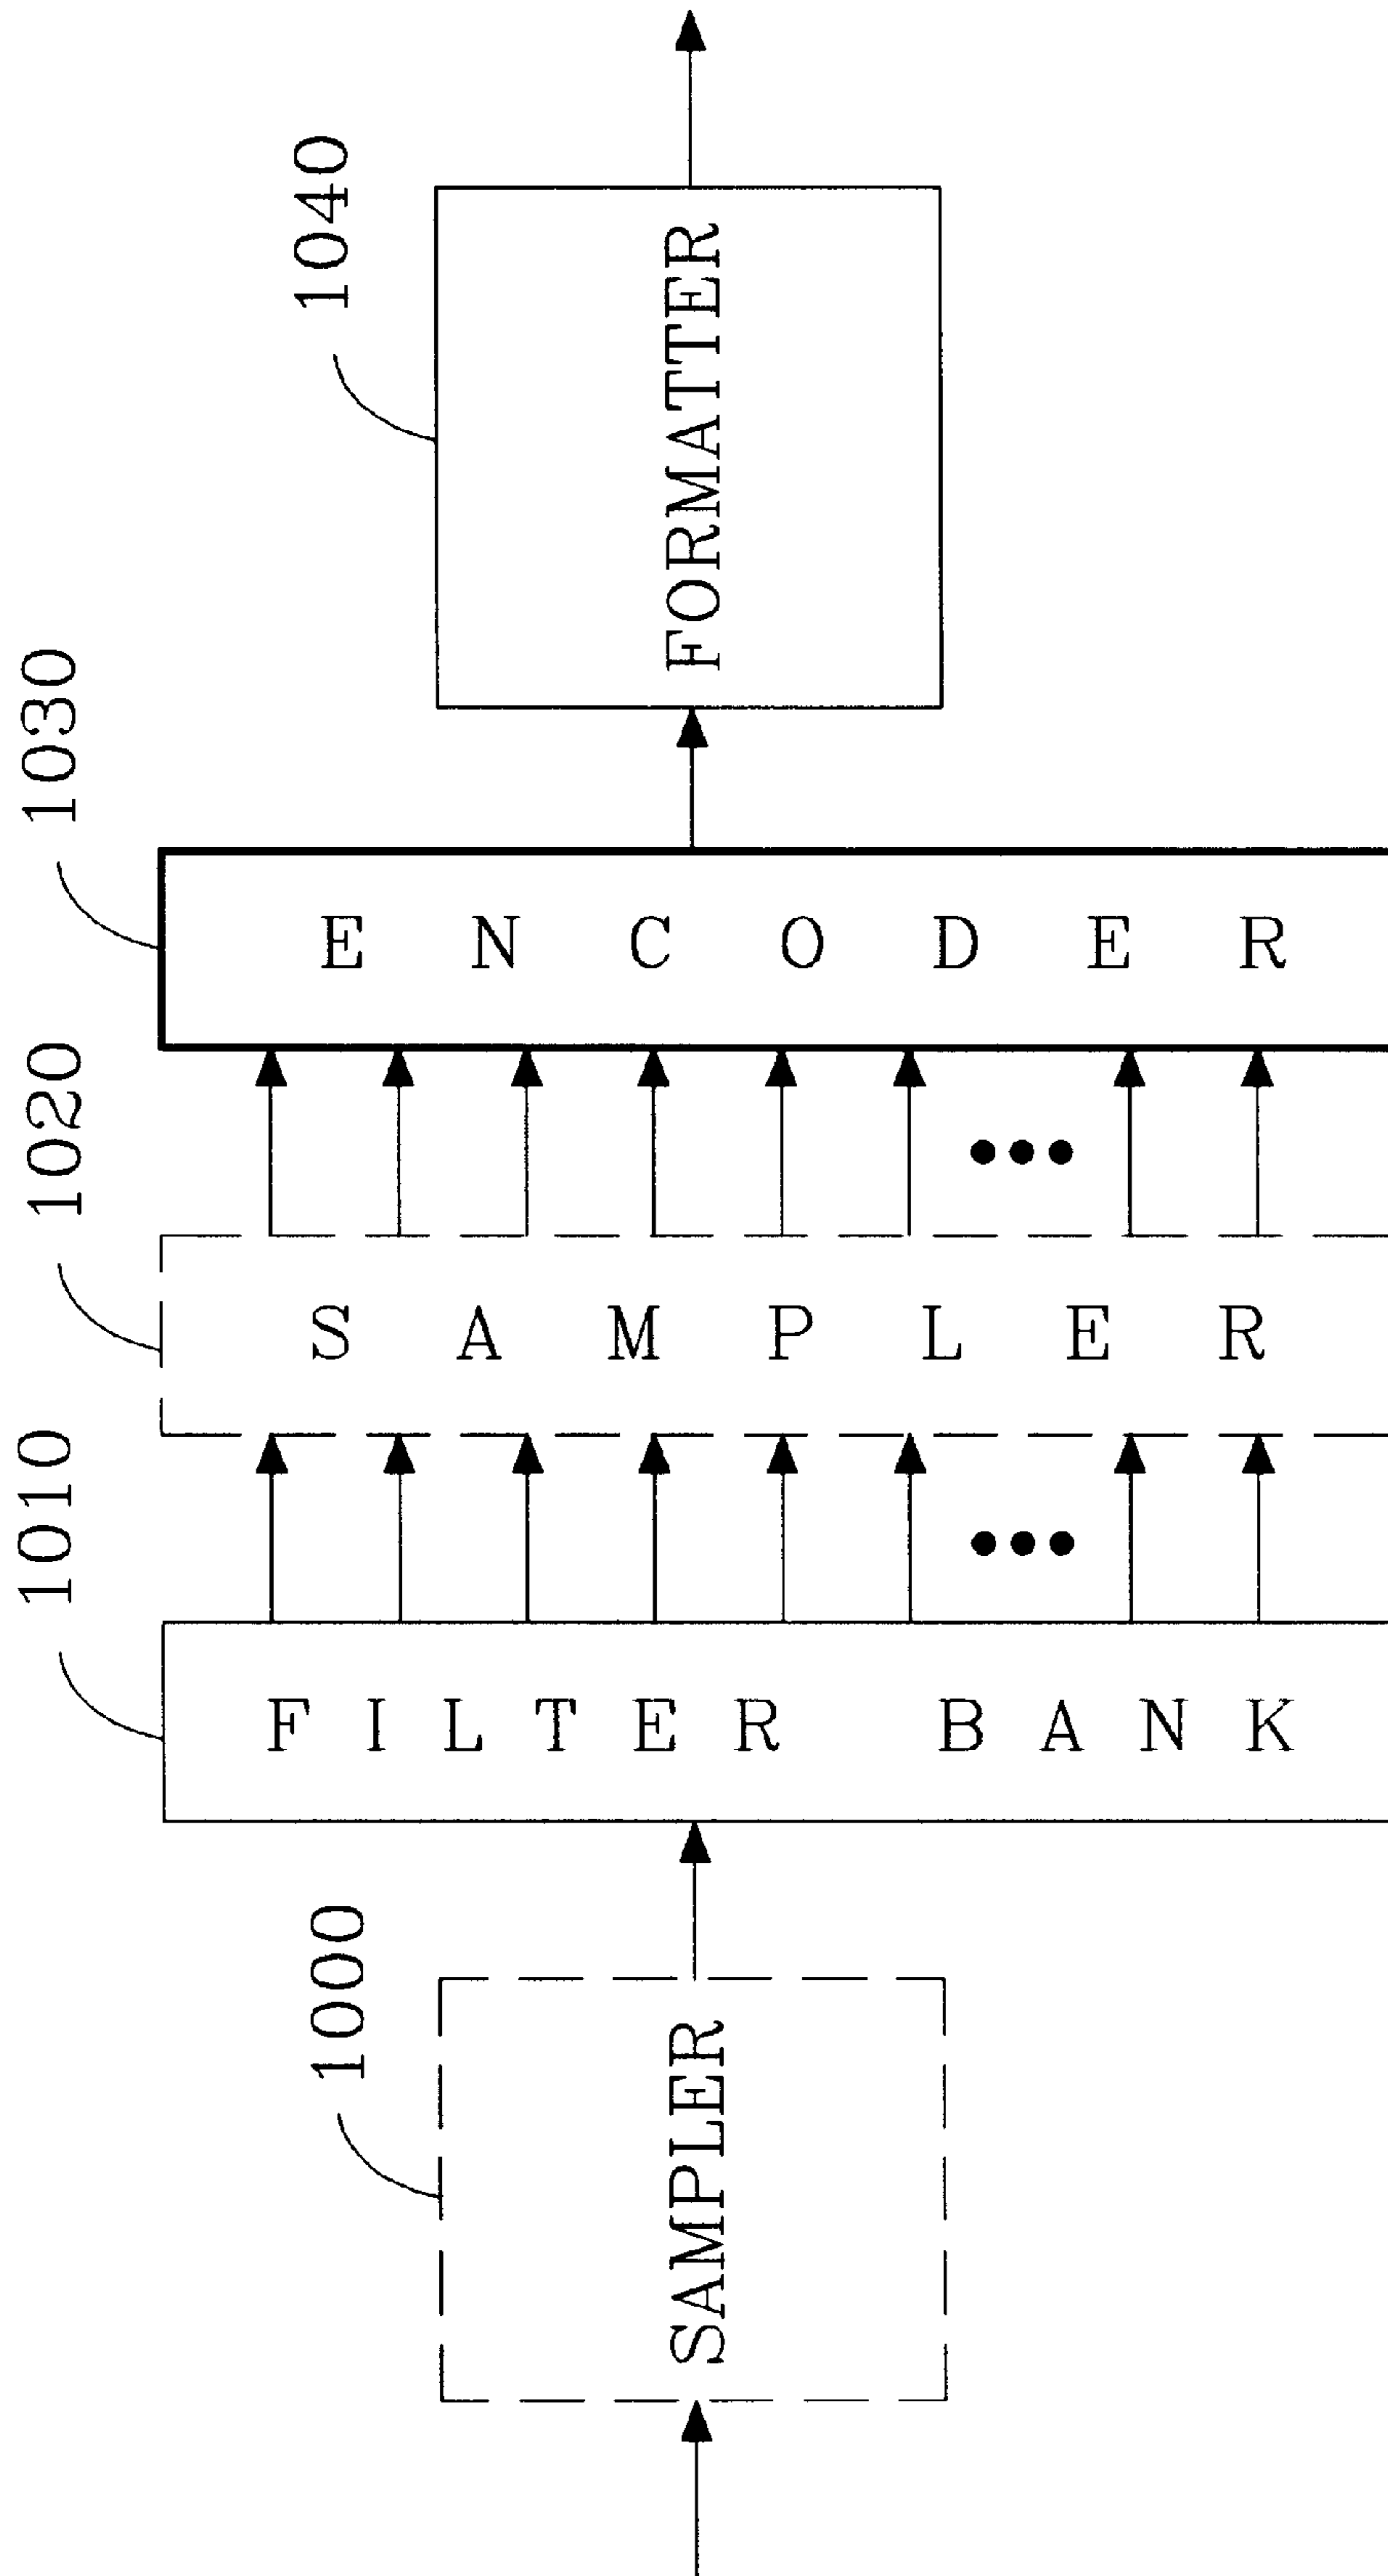 1000
SAMPLER
1010
FILTER BANK
1020
SAMPLER
1030
ENCODER
1040
FORMATTER